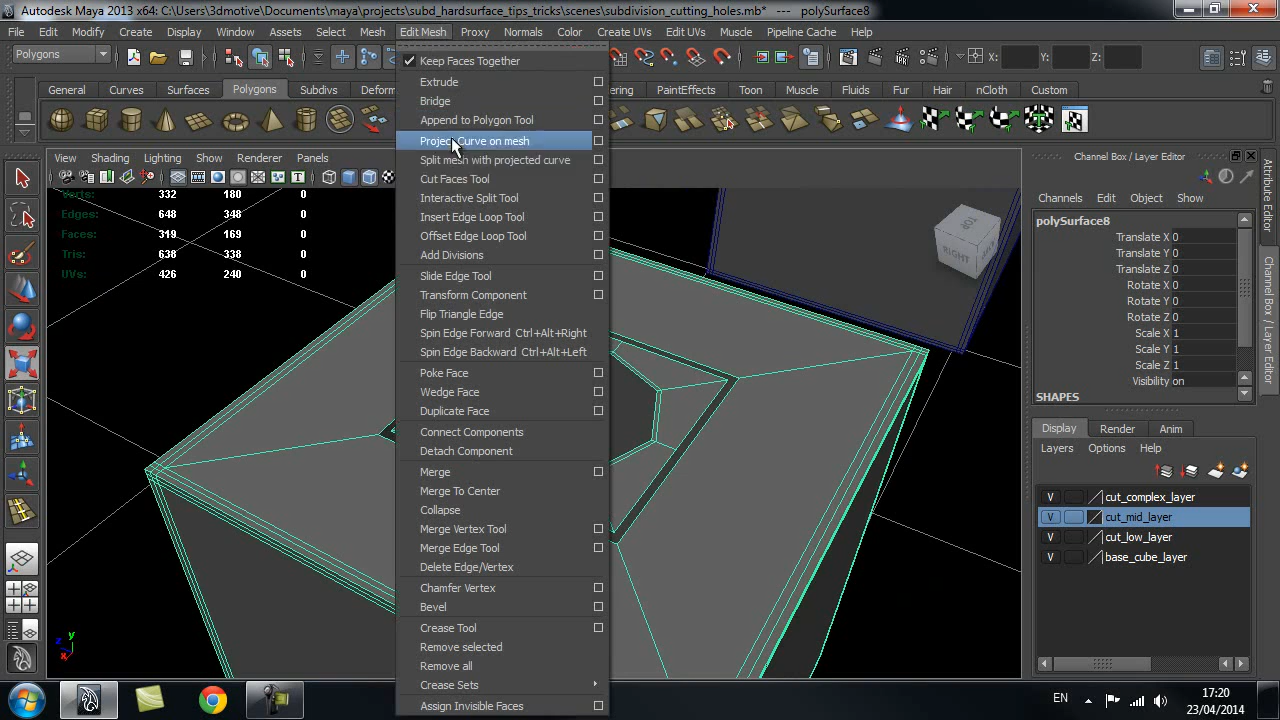 Autodesk Maya 2013 x64: C:\Users\3dmotive\Documents\maya\projects\subd_hardsurface_tips_tricks\scenes\subdivision_cutting_holes.mb* --- polySurface8
File Edit Modify Create Display Window Assets Select Mesh Edit Mesh Proxy Normals Color Create UVs Edit UVs Muscle Pipeline Cache Help
Polygons
X: Y: Z:
General Curves Surfaces Polygons Subdivs Deform ering PaintEffects Toon Muscle Fluids Fur Hair nCloth Custom
View Shading Lighting Show Renderer Panels
Verts: 332 180 0
Edges: 648 348 0
Faces: 319 169 0
Tris: 638 338 0
UVs: 426 240 0
Keep Faces Together
Extrude
Bridge
Append to Polygon Tool
Project Curve on mesh
Split mesh with projected curve
Cut Faces Tool
Interactive Split Tool
Insert Edge Loop Tool
Offset Edge Loop Tool
Add Divisions
Slide Edge Tool
Transform Component
Flip Triangle Edge
Spin Edge Forward Ctrl+Alt+Right
Spin Edge Backward Ctrl+Alt+Left
Poke Face
Wedge Face
Duplicate Face
Connect Components
Detach Component
Merge
Merge To Center
Collapse
Merge Vertex Tool
Merge Edge Tool
Delete Edge/Vertex
Chamfer Vertex
Bevel
Crease Tool
Remove selected
Remove all
Crease Sets
Assign Invisible Faces
TOP
RIGHT
y
z
x
Channel Box / Layer Editor
Channels Edit Object Show
polySurface8
Translate X 0
Translate Y 0
Translate Z 0
Rotate X 0
Rotate Y 0
Rotate Z 0
Scale X 1
Scale Y 1
Scale Z 1
Visibility on
SHAPES
Display Render Anim
Layers Options Help
V cut_complex_layer
V cut_mid_layer
V cut_low_layer
V base_cube_layer
Attribute Editor
Channel Box / Layer Editor
EN
17:20
23/04/2014